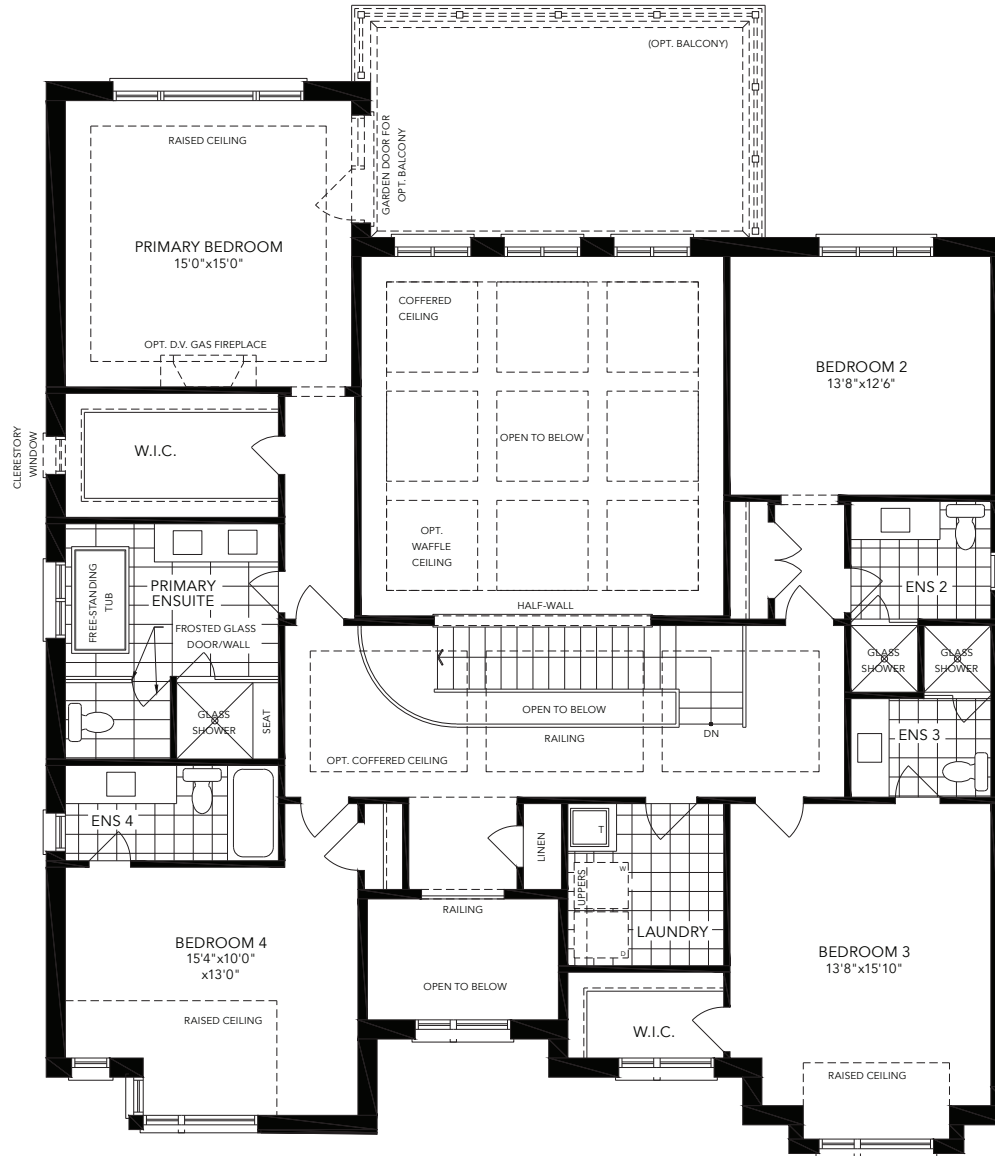 (OPT. BALCONY)
GARDEN DOOR FOR
OPT. BALCONY
RAISED CEILING
PRIMARY BEDROOM
15'0"x15'0"
OPT. D.V. GAS FIREPLACE
COFFERED
CEILING
OPEN TO BELOW
OPT.
WAFFLE
CEILING
HALF-WALL
BEDROOM 2
13'8"x12'6"
CLERESTORY
WINDOW
W.I.C.
FREE-STANDING
TUB
PRIMARY
ENSUITE
FROSTED GLASS
DOOR/WALL
GLASS
SHOWER
SEAT
ENS 2
GLASS
SHOWER
GLASS
SHOWER
ENS 3
OPEN TO BELOW
RAILING
DN
OPT. COFFERED CEILING
ENS 4
LINEN
RAILING
OPEN TO BELOW
T
UPPERS
W
D
LAUNDRY
BEDROOM 4
15'4"x10'0"
x13'0"
RAISED CEILING
BEDROOM 3
13'8"x15'10"
W.I.C.
RAISED CEILING